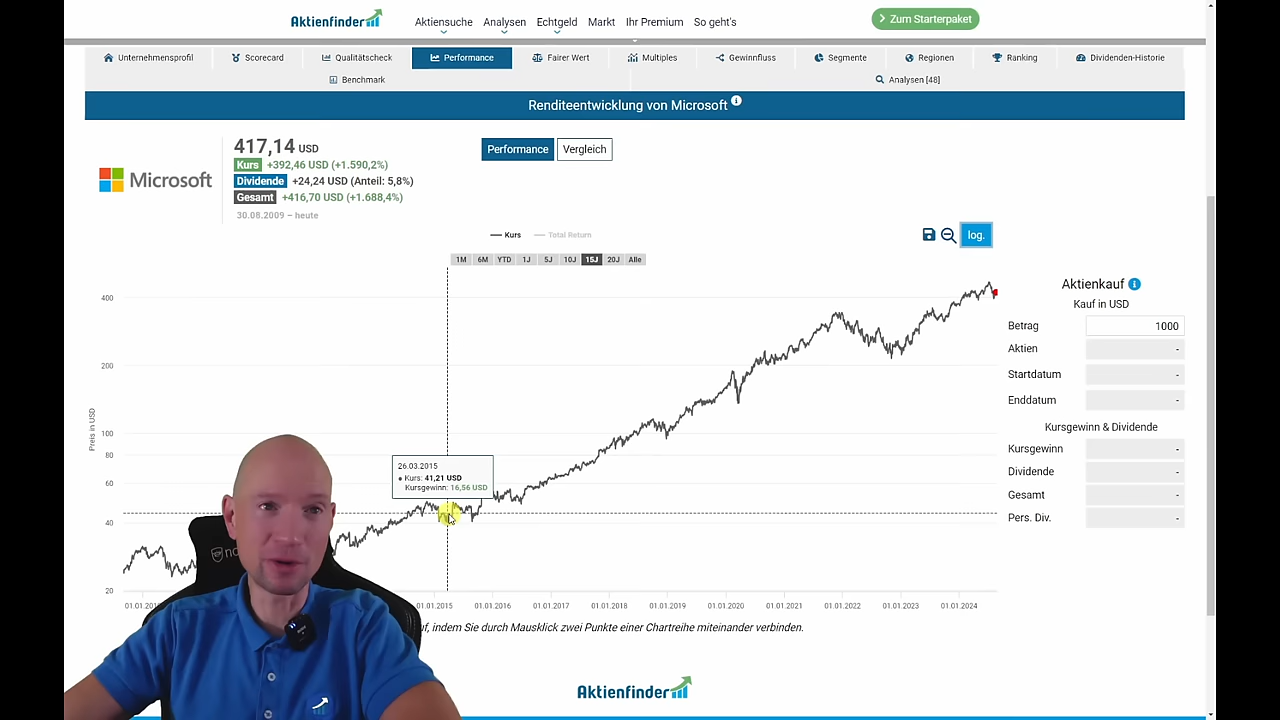 Aktienfinder
Aktiensuche Analysen Echtgeld Markt Ihr Premium So geht's
Zum Starterpaket
Unternehmensprofil Scorecard Qualitätscheck Performance Fairer Wert Multiples Gewinnfluss Segmente Regionen Ranking Dividenden-Historie
Benchmark Analysen [48]
Renditeentwicklung von Microsoft
417,14 USD
Kurs +392,46 USD (+1.590,2%)
Dividende +24,24 USD (Anteil: 5,8%)
Gesamt +416,70 USD (+1.688,4%)
30.08.2009 – heute
Microsoft
Performance Vergleich
Kurs Total Return
log.
1M 6M YTD 1J 5J 10J 15J 20J Alle
400
200
100
80
60
40
20
Preis in USD
26.03.2015
Kurs: 41,21 USD
Kursgewinn: 16,56 USD
01.01.2015 01.01.2016 01.01.2017 01.01.2018 01.01.2019 01.01.2020 01.01.2021 01.01.2022 01.01.2023 01.01.2024
indem Sie durch Mausklick zwei Punkte einer Chartreihe miteinander verbinden.
Aktienkauf
Kauf in USD
Betrag 1000
Aktien -
Startdatum -
Enddatum -
Kursgewinn & Dividende
Kursgewinn -
Dividende -
Gesamt -
Pers. Div. -
Aktienfinder